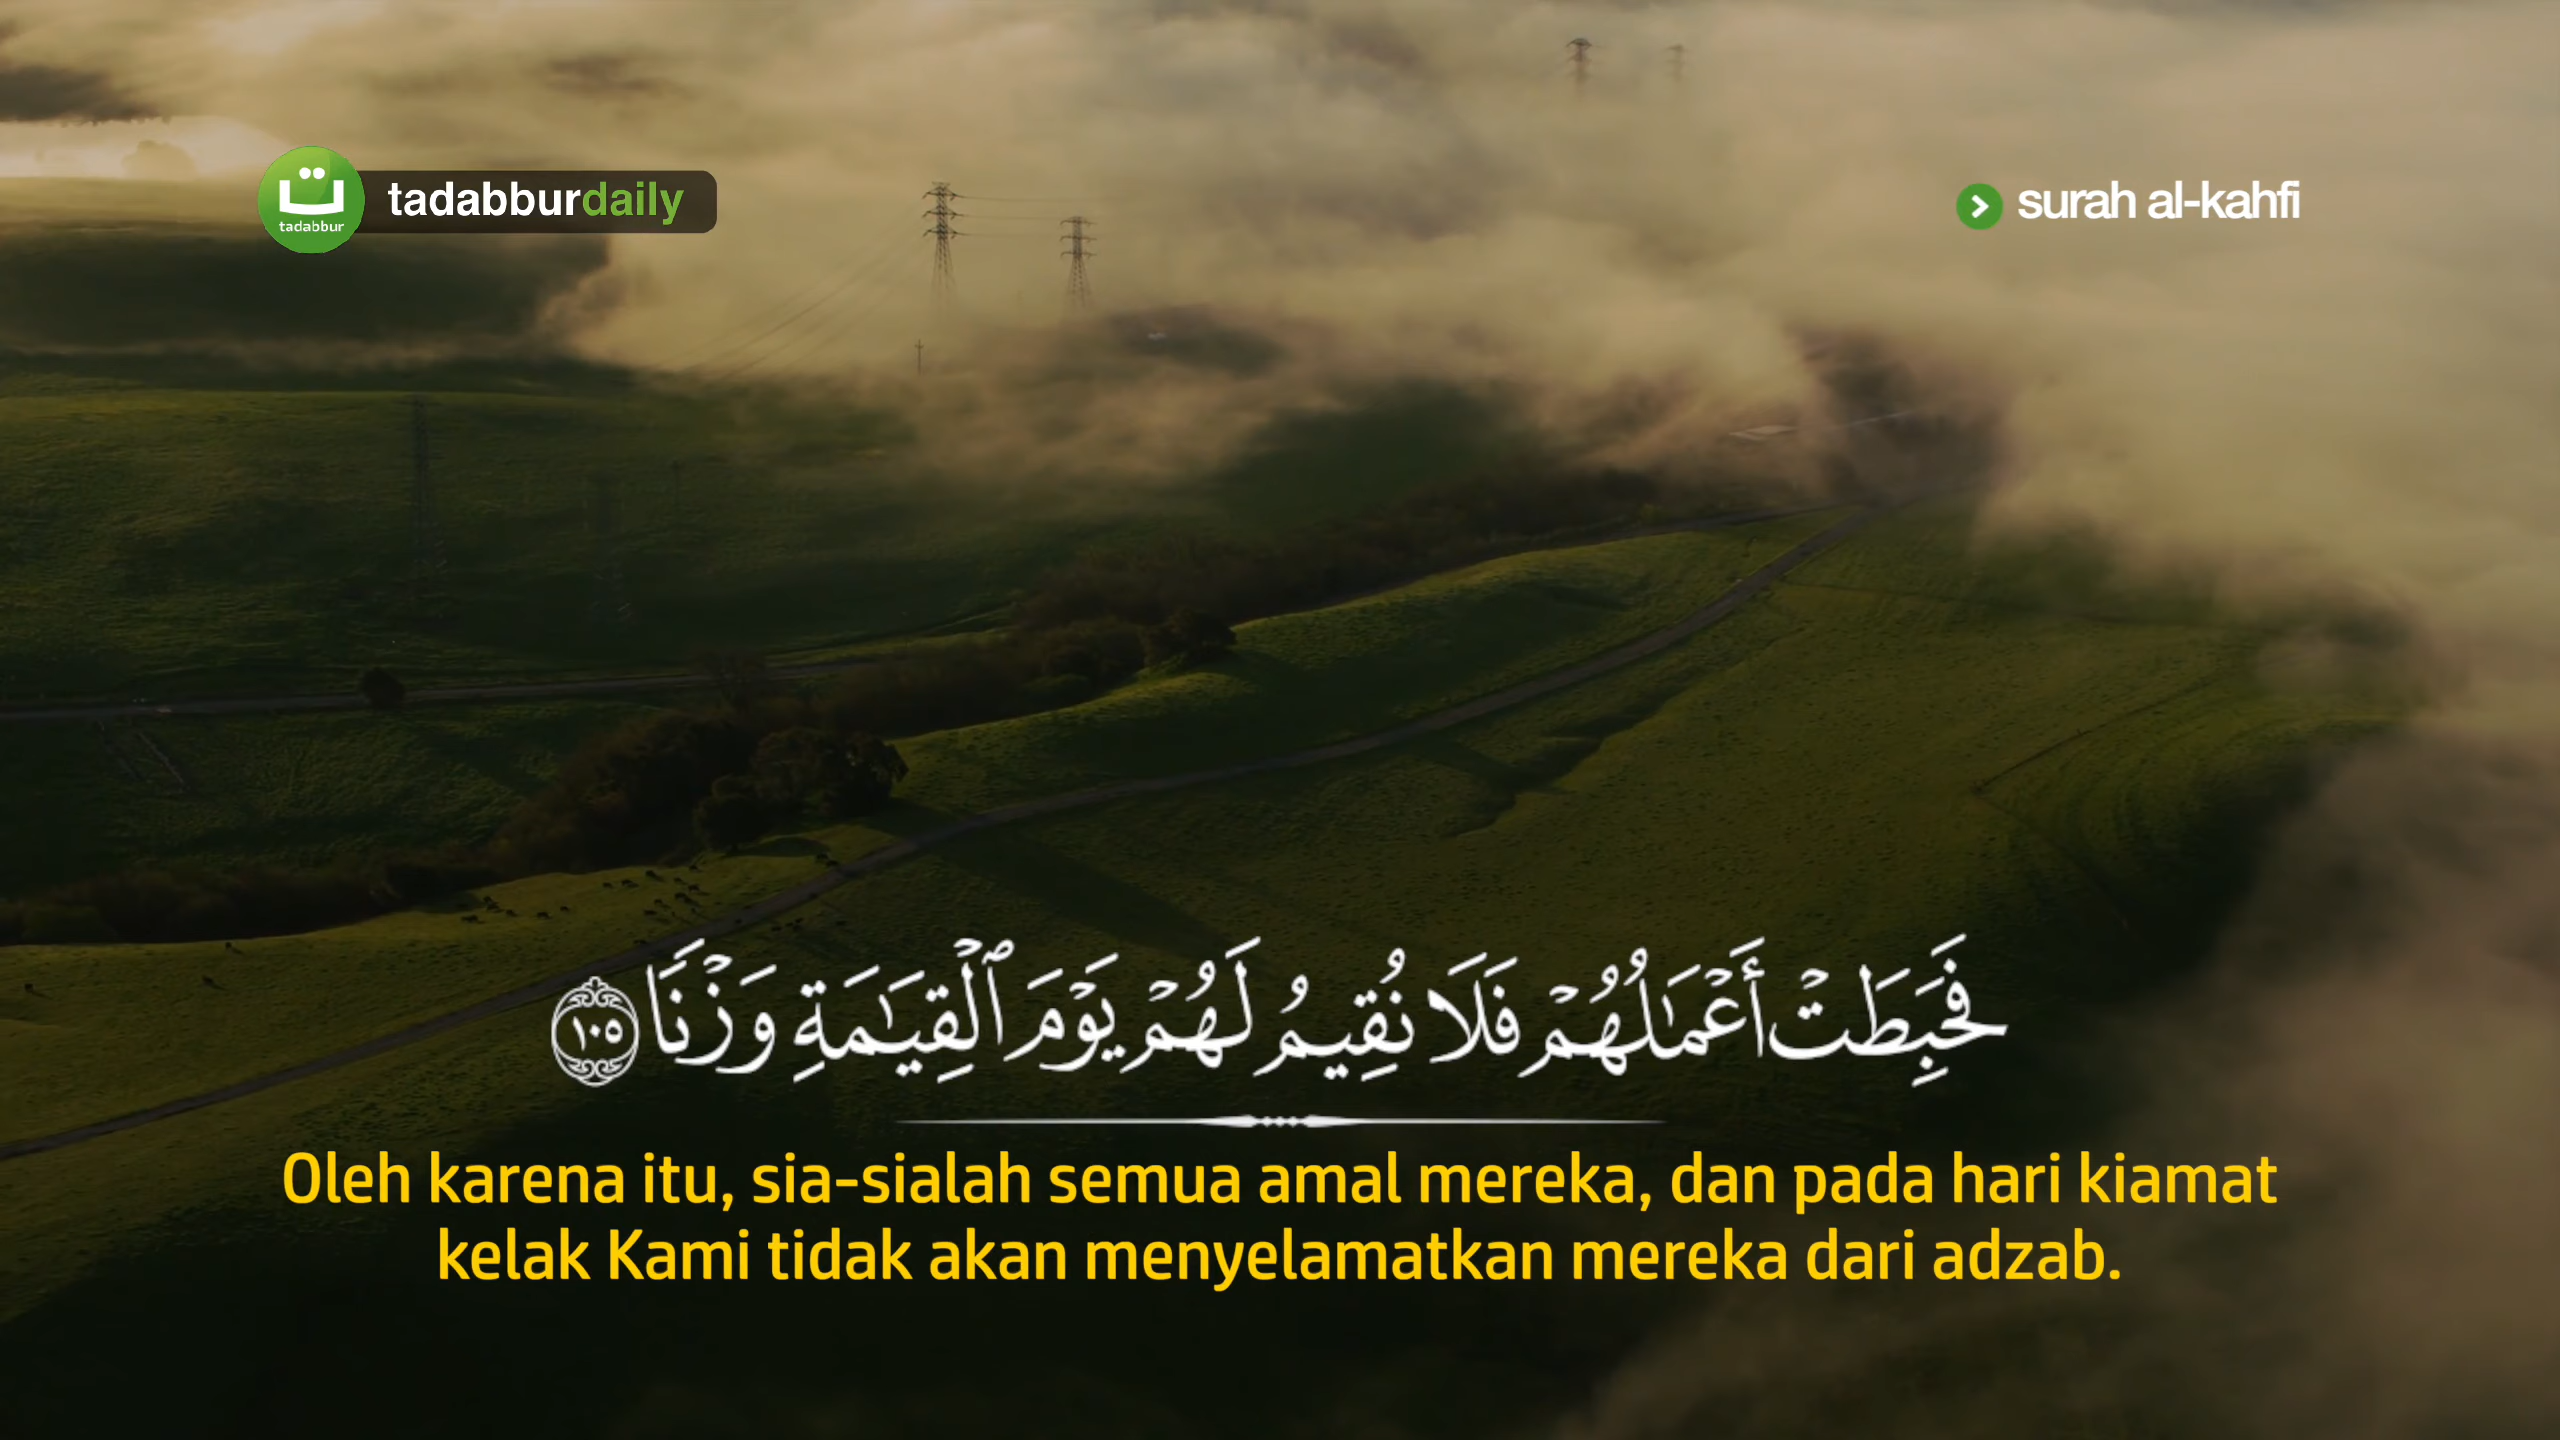 tadabbur
tadabburdaily
surah al-kahfi
فَحَبِطَتْ أَعْمَـٰلُهُمْ فَلَا نُقِيمُ لَهُمْ يَوْمَ ٱلْقِيَـٰمَةِ وَزْنًا ١٠٥
Oleh karena itu, sia-sialah semua amal mereka, dan pada hari kiamat
kelak Kami tidak akan menyelamatkan mereka dari adzab.